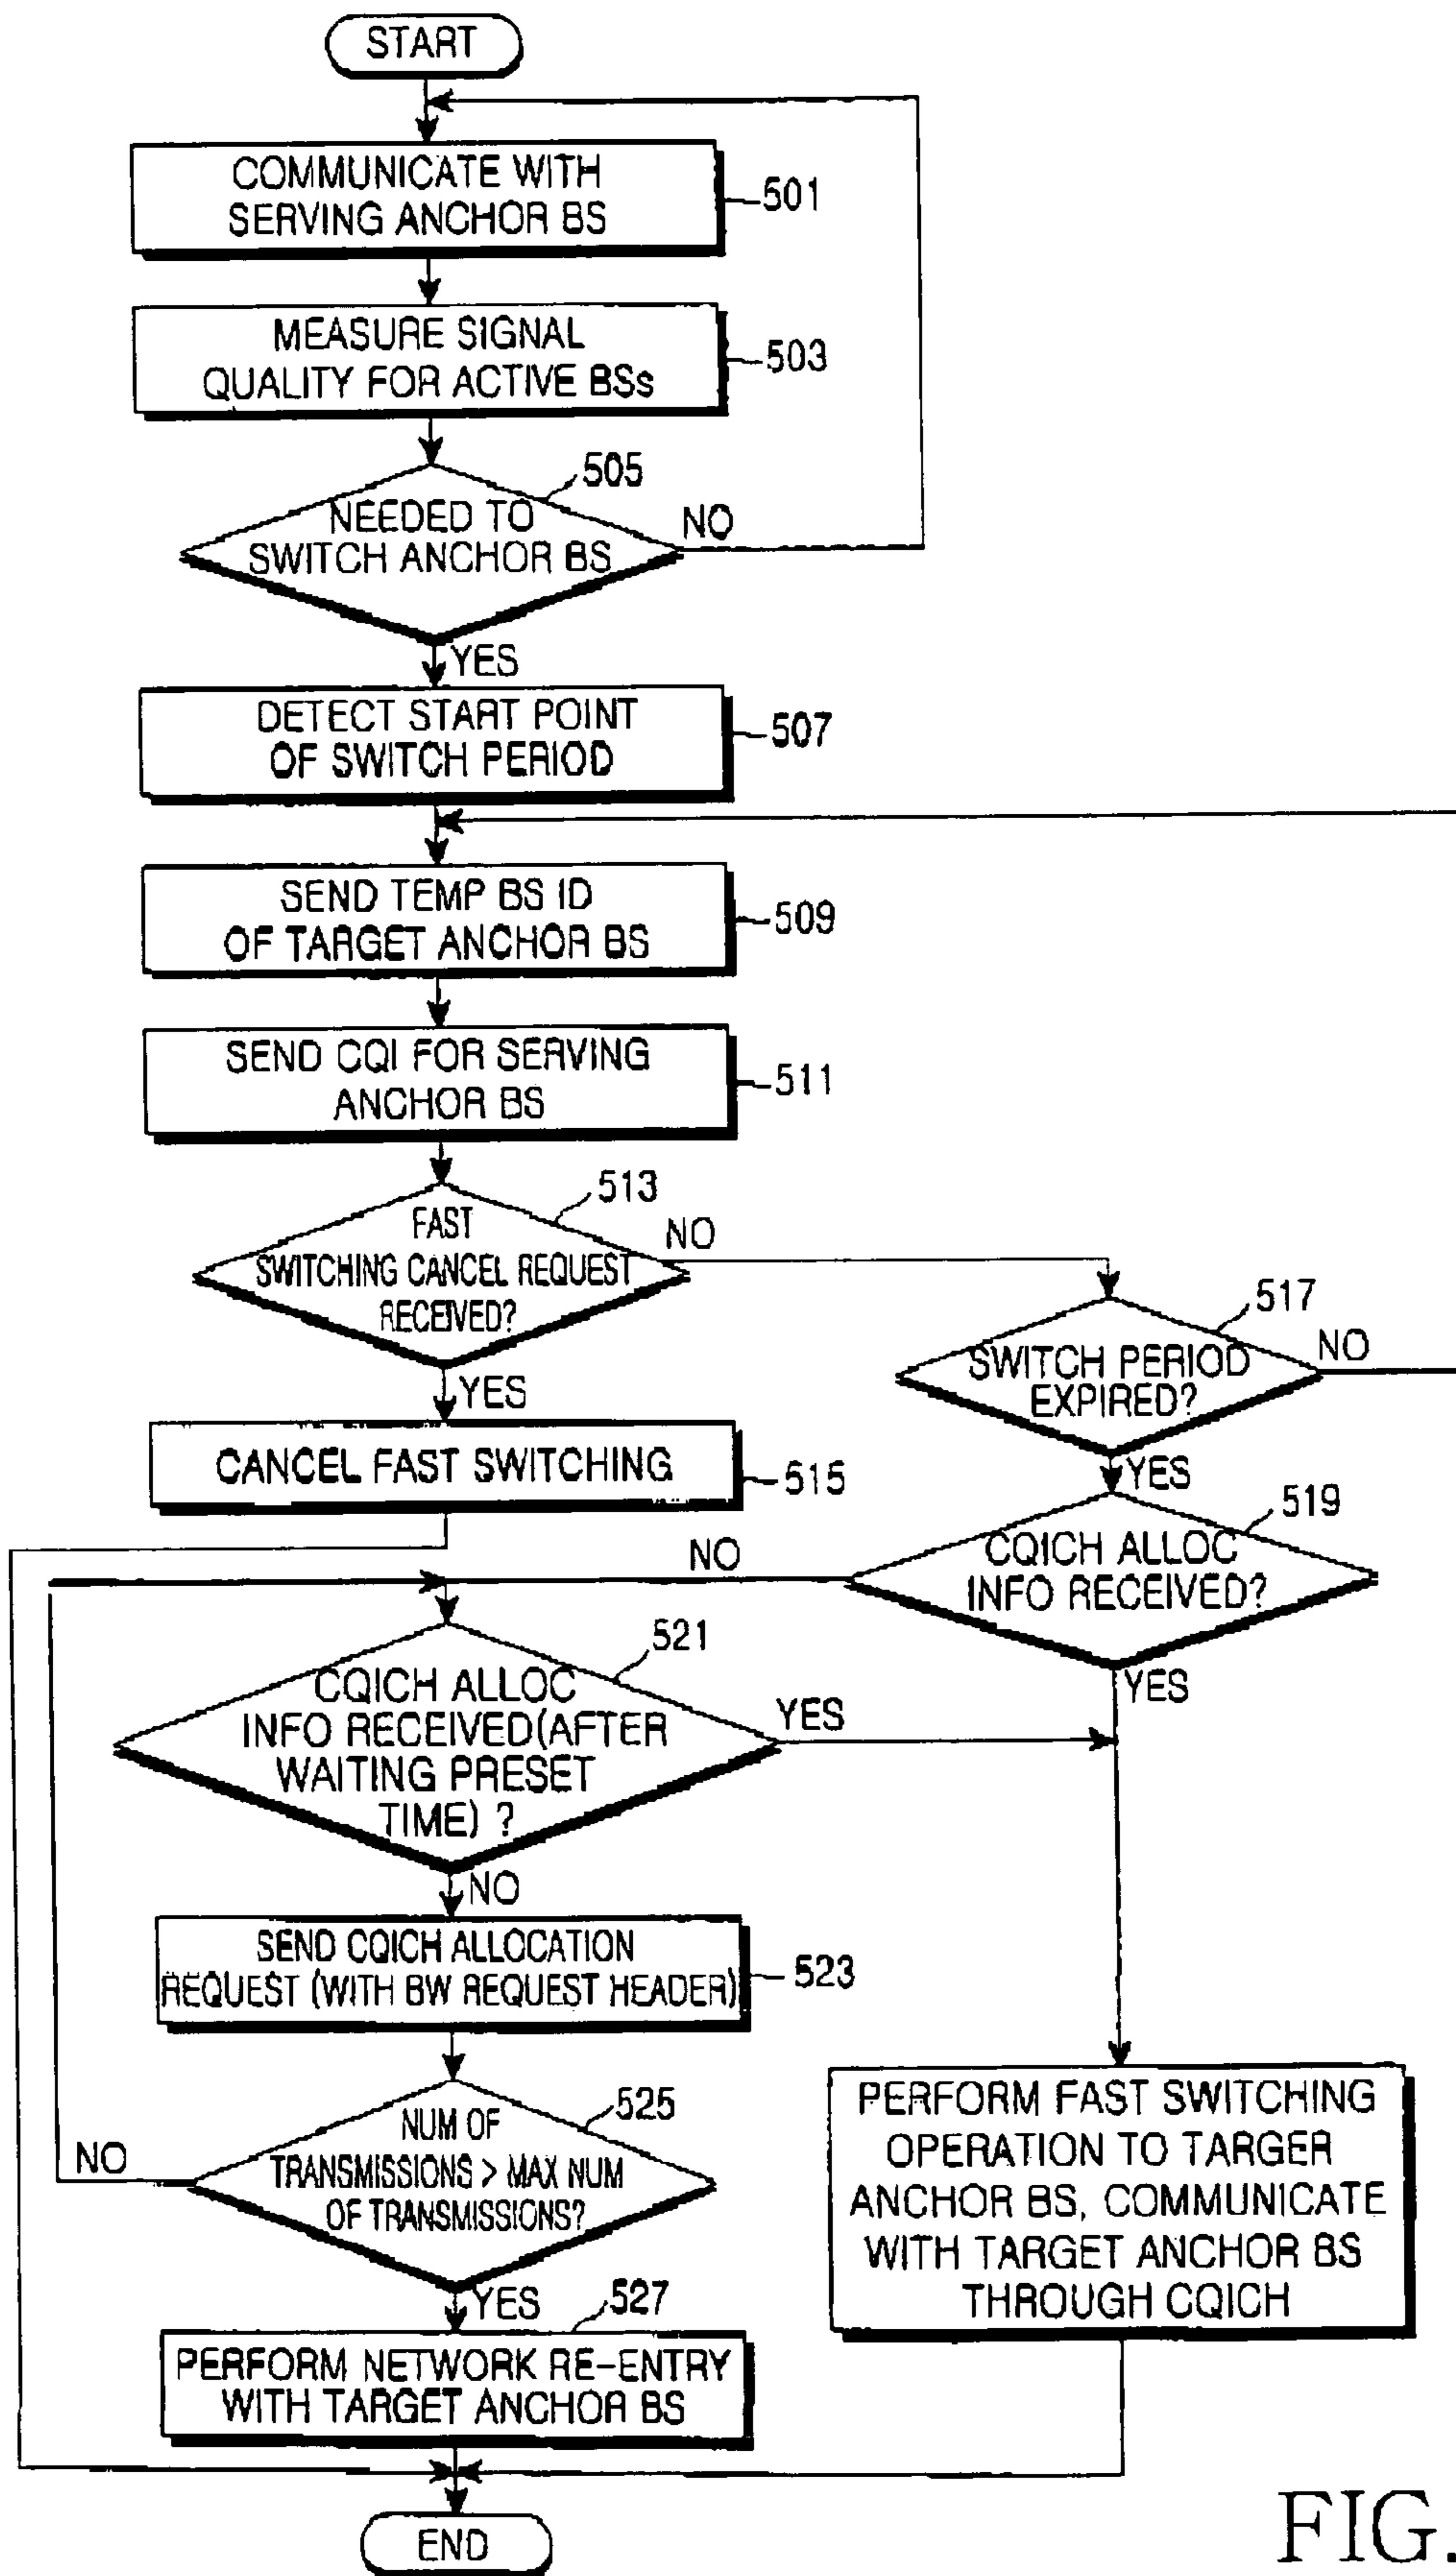 START
COMMUNICATE WITH
SERVING ANCHOR BS
501
MEASURE SIGNAL
QUALITY FOR ACTIVE BSs
503
505
NEEDED TO
SWITCH ANCHOR BS
NO
YES
DETECT START POINT
OF SWITCH PERIOD
507
SEND TEMP BS ID
OF TARGET ANCHOR BS
509
SEND CQI FOR SERVING
ANCHOR BS
511
513
FAST
SWITCHING CANCEL REQUEST
RECEIVED?
NO
YES
517
SWITCH PERIOD
EXPIRED?
NO
YES
CANCEL FAST SWITCHING
515
519
CQICH ALLOC
INFO RECEIVED?
NO
YES
521
CQICH ALLOC
INFO RECEIVED(AFTER
WAITING PRESET
TIME) ?
YES
NO
SEND CQICH ALLOCATION
REQUEST (WITH BW REQUEST HEADER)
523
525
NUM OF
TRANSMISSIONS > MAX NUM
OF TRANSMISSIONS?
NO
YES
PERFORM FAST SWITCHING
OPERATION TO TARGER
ANCHOR BS, COMMUNICATE
WITH TARGET ANCHOR BS
THROUGH CQICH
527
PERFORM NETWORK RE-ENTRY
WITH TARGET ANCHOR BS
END
FIG.